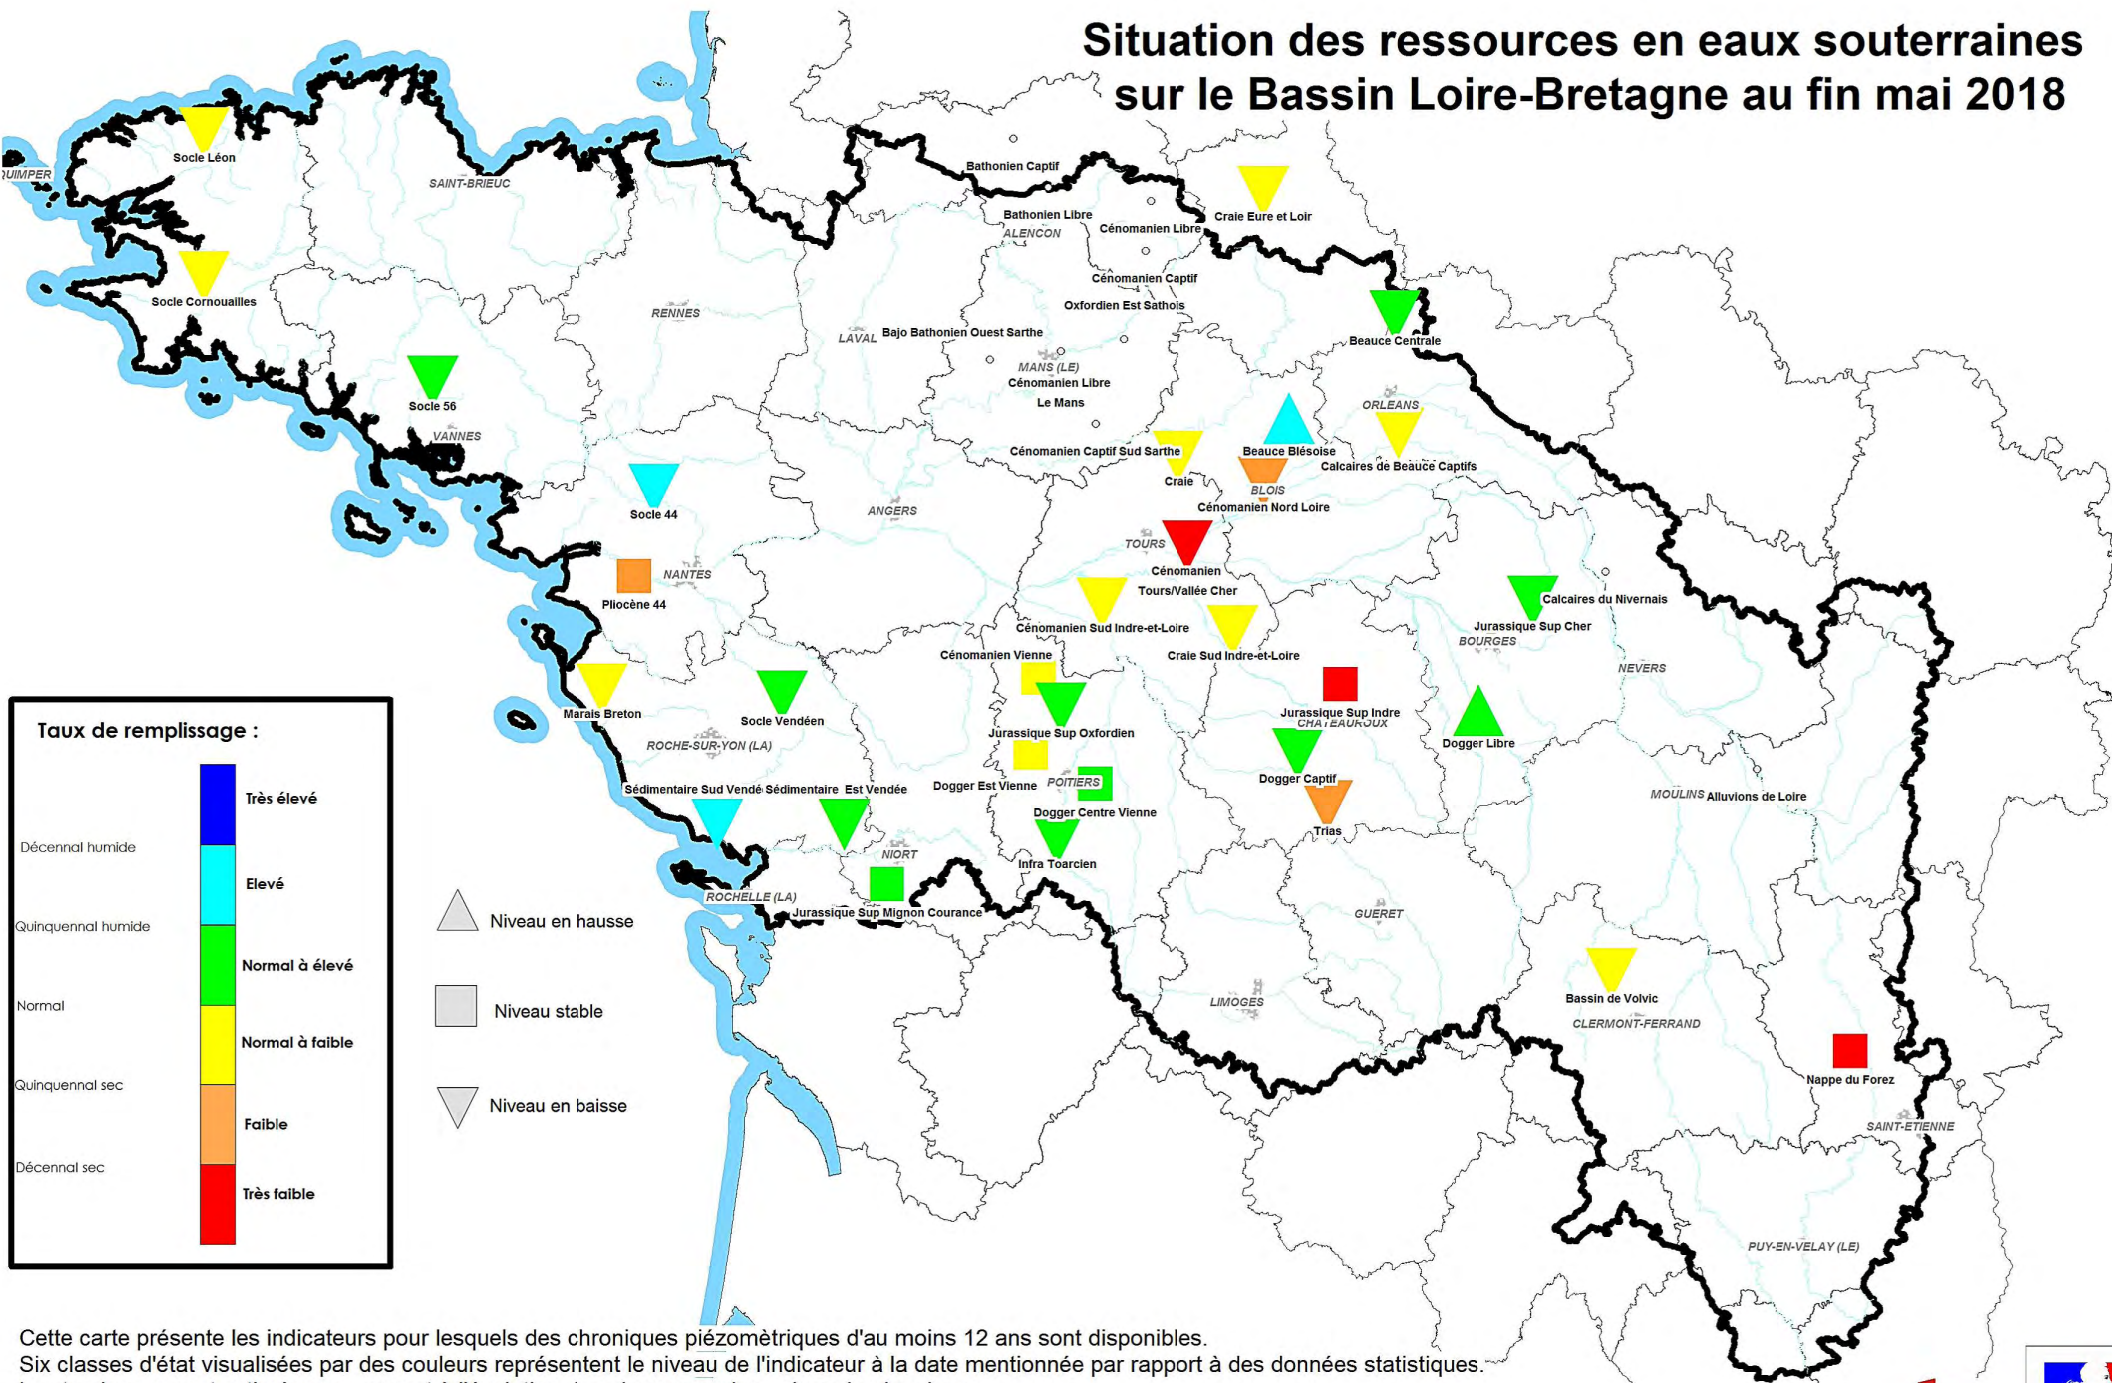 Situation des ressources en eaux souterraines
sur le Bassin Loire-Bretagne au fin mai 2018
Socle Léon
QUIMPER
SAINT-BRIEUC
Bathonien Captif
Craie Eure et Loir
Bathonien Libre
ALENCON
Cénomanien Libre
Socle Cornouailles
Cénomanien Captif
Oxfordien Est Sathois
RENNES
LAVAL
Bajo Bathonien Ouest Sarthe
Beauce Centrale
MANS (LE)
Cénomanien Libre
Le Mans
Socle 56
VANNES
ORLEANS
Cénomanien Captif Sud Sarthe
Beauce Blésoise
Calcaires de Beauce Captifs
Craie
BLOIS
Cénomanien Nord Loire
Socle 44
ANGERS
TOURS
Cénomanien
Tours/Vallée Cher
NANTES
Pliocène 44
Calcaires du Nivernais
Cénomanien Sud Indre-et-Loire
Jurassique Sup Cher
BOURGES
Cénomanien Vienne
Craie Sud Indre-et-Loire
NEVERS
Marais Breton
Socle Vendéen
Jurassique Sup Indre
CHATEAUROUX
Jurassique Sup Oxfordien
Dogger Libre
ROCHE-SUR-YON (LA)
Dogger Captif
Sédimentaire Sud Vendé
Sédimentaire Est Vendée
Dogger Est Vienne
POITIERS
MOULINS
Alluvions de Loire
Dogger Centre Vienne
Trias
NIORT
Infra Toarcien
ROCHELLE (LA)
Jurassique Sup Mignon Courance
GUERET
LIMOGES
Bassin de Volvic
CLERMONT-FERRAND
Nappe du Forez
SAINT-ETIENNE
PUY-EN-VELAY (LE)
Taux de remplissage :
Très élevé
Décennal humide
Elevé
Quinquennal humide
Normal à élevé
Normal
Normal à faible
Quinquennal sec
Faible
Décennal sec
Très faible
Niveau en hausse
Niveau stable
Niveau en baisse
Cette carte présente les indicateurs pour lesquels des chroniques piézomètriques d'au moins 12 ans sont disponibles.
Six classes d'état visualisées par des couleurs représentent le niveau de l'indicateur à la date mentionnée par rapport à des données statistiques.